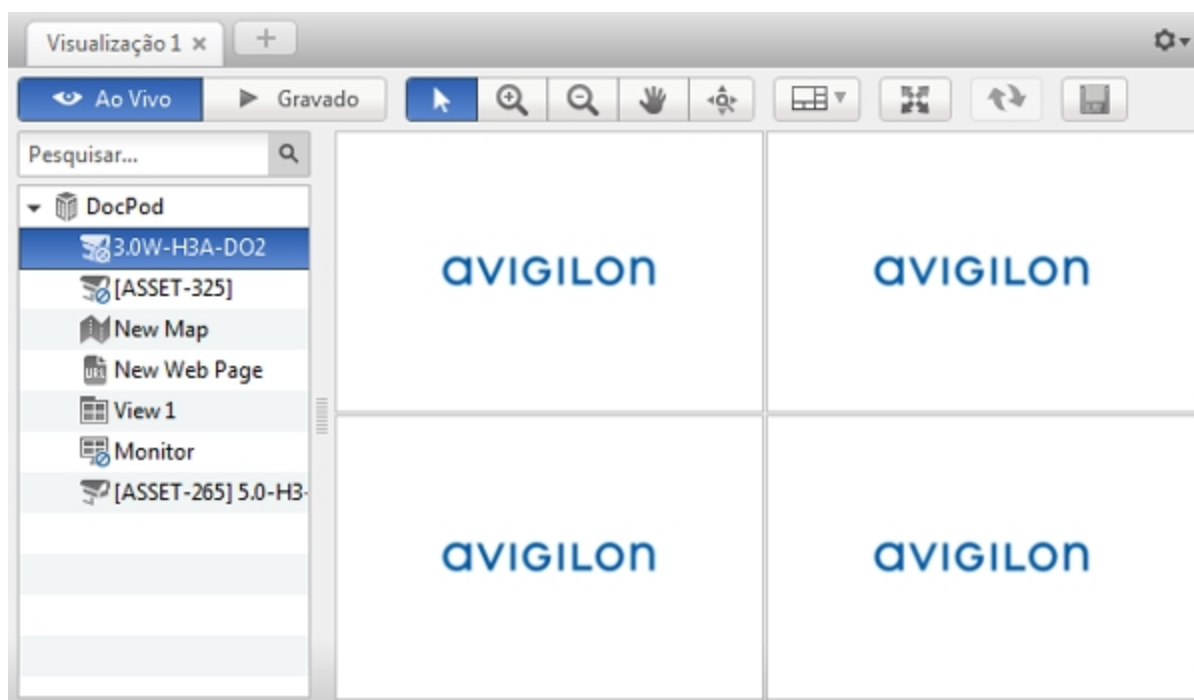 Visualização 1
Ao Vivo
Gravado
Pesquisar...
DocPod
3.0W-H3A-DO2
[ASSET-325]
New Map
URL
New Web Page
View 1
Monitor
[ASSET-265] 5.0-H3-
AVIGILON
AVIGILON
AVIGILON
AVIGILON